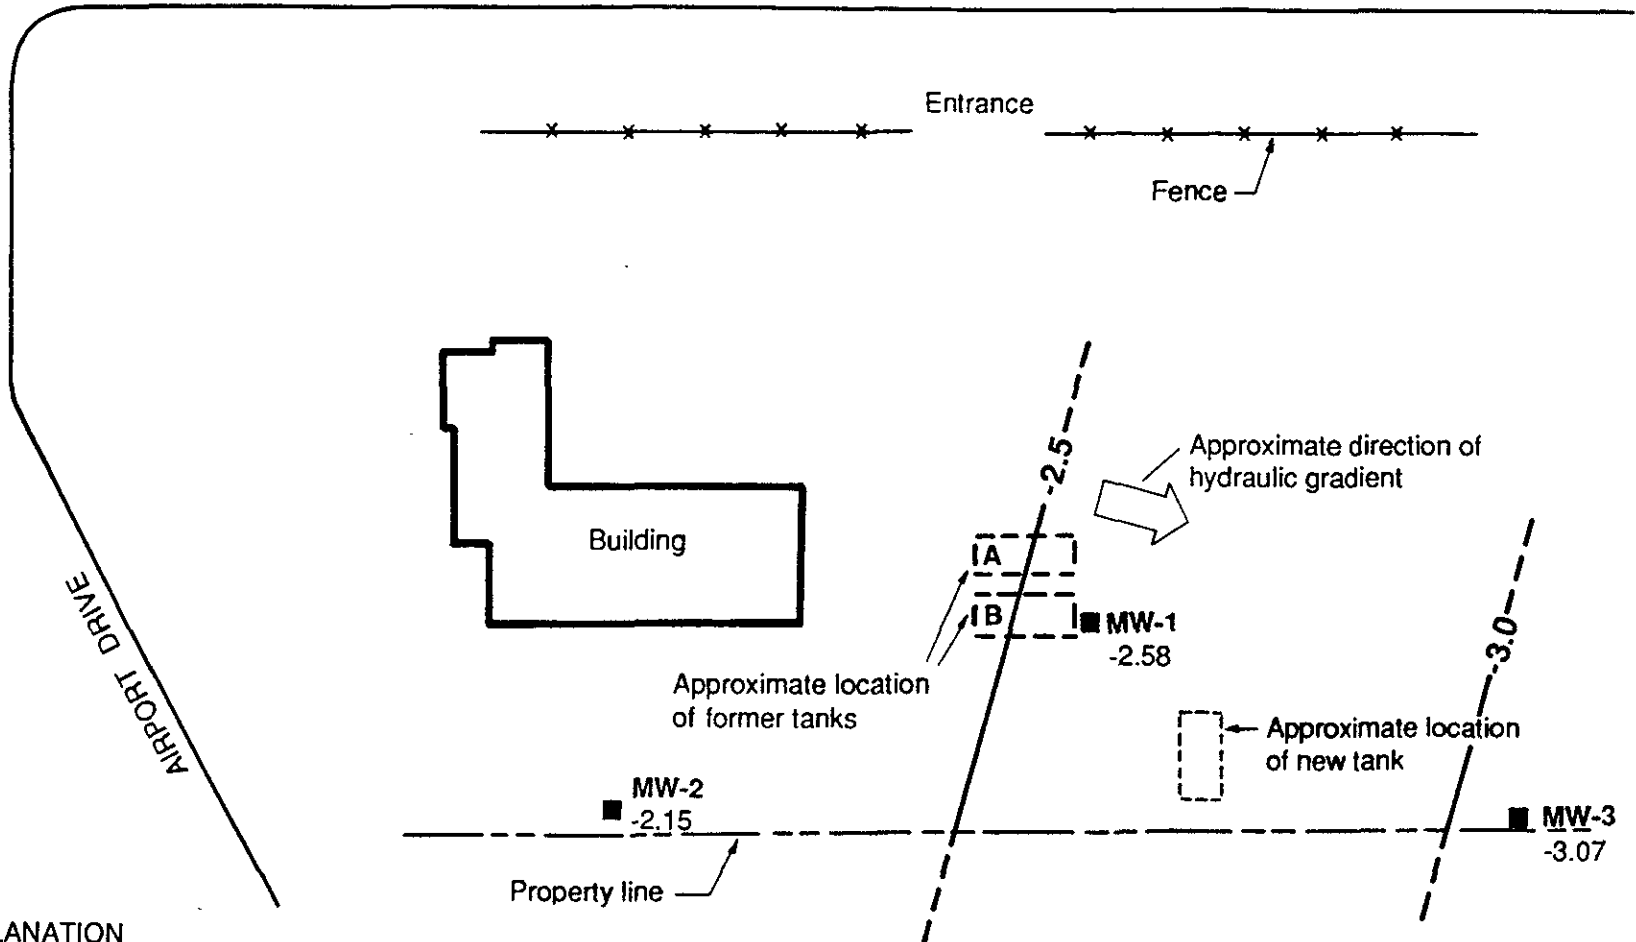 Entrance
Fence
-2.5
Approximate direction of
hydraulic gradient
Building
A
B
MW-1
-2.58
-3.0
AIRPORT DRIVE
Approximate location
of former tanks
Approximate location
of new tank
MW-2
-2.15
MW-3
-3.07
Property line
LANATION